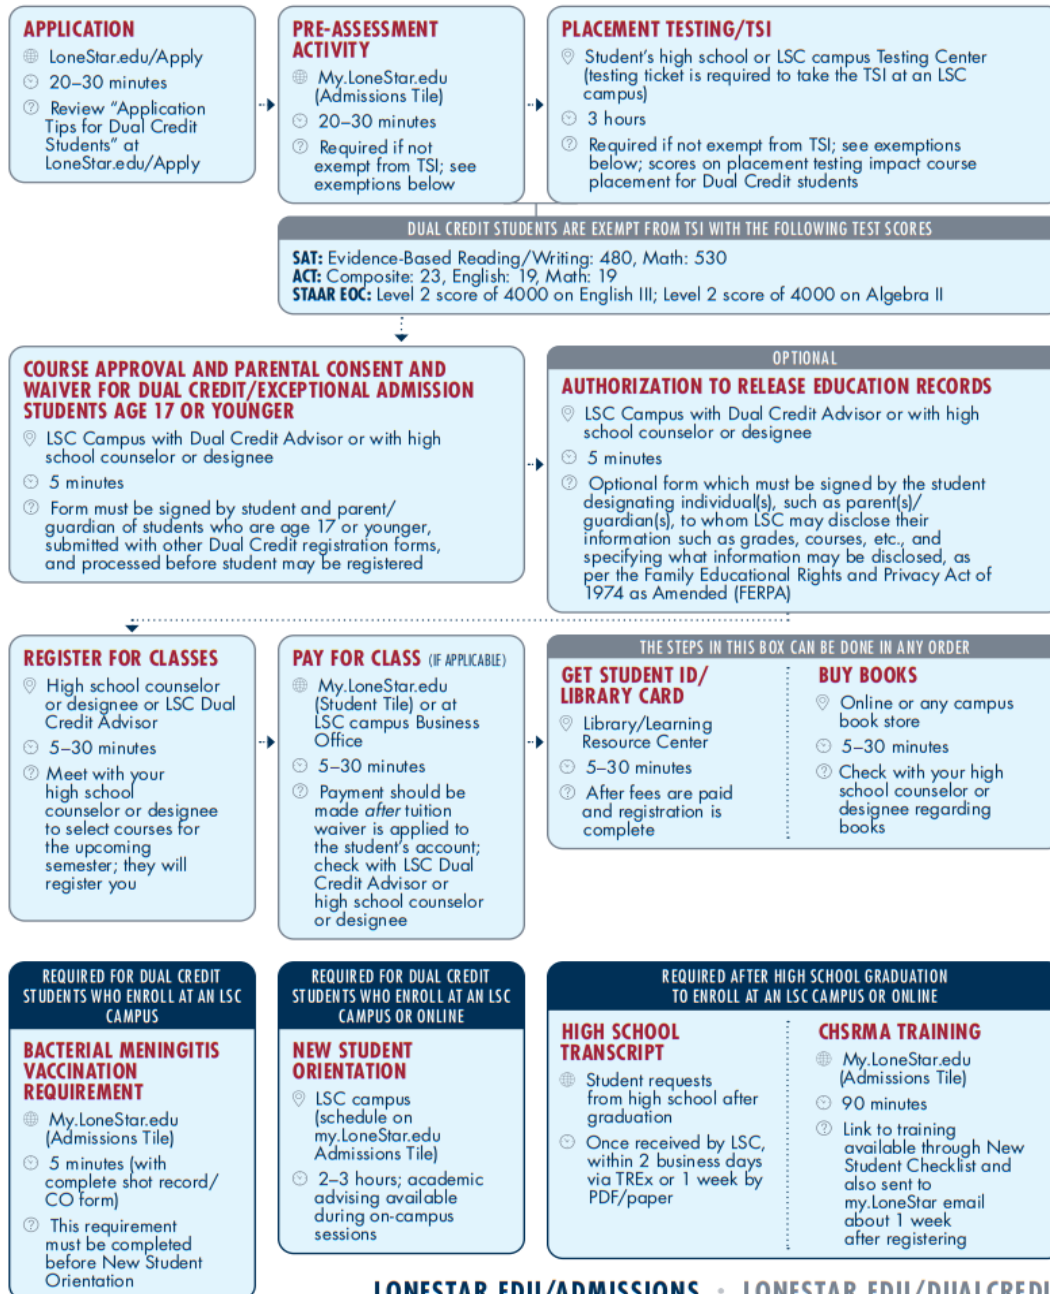 APPLICATION
LoneStar.edu/Apply
20–30 minutes
Review “Application
Tips for Dual Credit
Students” at
LoneStar.edu/Apply
PRE-ASSESSMENT
ACTIVITY
My.LoneStar.edu
(Admissions Tile)
20–30 minutes
Required if not
exempt from TSI; see
exemptions below
PLACEMENT TESTING/TSI
Student’s high school or LSC campus Testing Center
(testing ticket is required to take the TSI at an LSC
campus)
3 hours
Required if not exempt from TSI; see exemptions
below; scores on placement testing impact course
placement for Dual Credit students
DUAL CREDIT STUDENTS ARE EXEMPT FROM TSI WITH THE FOLLOWING TEST SCORES
SAT: Evidence-Based Reading/Writing: 480, Math: 530
ACT: Composite: 23, English: 19, Math: 19
STAAR EOC: Level 2 score of 4000 on English III; Level 2 score of 4000 on Algebra II
COURSE APPROVAL AND PARENTAL CONSENT AND
WAIVER FOR DUAL CREDIT/EXCEPTIONAL ADMISSION
STUDENTS AGE 17 OR YOUNGER
LSC Campus with Dual Credit Advisor or with high
school counselor or designee
5 minutes
Form must be signed by student and parent/
guardian of students who are age 17 or younger,
submitted with other Dual Credit registration forms,
and processed before student may be registered
OPTIONAL
AUTHORIZATION TO RELEASE EDUCATION RECORDS
LSC Campus with Dual Credit Advisor or with high
school counselor or designee
5 minutes
Optional form which must be signed by the student
designating individual(s), such as parent(s)/
guardian(s), to whom LSC may disclose their
information such as grades, courses, etc., and
specifying what information may be disclosed, as
per the Family Educational Rights and Privacy Act of
1974 as Amended (FERPA)
REGISTER FOR CLASSES
High school counselor
or designee or LSC Dual
Credit Advisor
5–30 minutes
Meet with your
high school
counselor or designee
to select courses for
the upcoming
semester; they will
register you
PAY FOR CLASS (IF APPLICABLE)
My.LoneStar.edu
(Student Tile) or at
LSC campus Business
Office
5–30 minutes
Payment should be
made after tuition
waiver is applied to
the student’s account;
check with LSC Dual
Credit Advisor or
high school counselor
or designee
THE STEPS IN THIS BOX CAN BE DONE IN ANY ORDER
GET STUDENT ID/
LIBRARY CARD
Library/Learning
Resource Center
5–30 minutes
After fees are paid
and registration is
complete
BUY BOOKS
Online or any campus
book store
5–30 minutes
Check with your high
school counselor or
designee regarding
books
REQUIRED FOR DUAL CREDIT
STUDENTS WHO ENROLL AT AN LSC
CAMPUS
BACTERIAL MENINGITIS
VACCINATION
REQUIREMENT
My.LoneStar.edu
(Admissions Tile)
5 minutes (with
complete shot record/
CO form)
This requirement
must be completed
before New Student
Orientation
REQUIRED FOR DUAL CREDIT
STUDENTS WHO ENROLL AT AN LSC
CAMPUS OR ONLINE
NEW STUDENT
ORIENTATION
LSC campus
(schedule on
my.LoneStar.edu
Admissions Tile)
2–3 hours; academic
advising available
during on-campus
sessions
REQUIRED AFTER HIGH SCHOOL GRADUATION
TO ENROLL AT AN LSC CAMPUS OR ONLINE
HIGH SCHOOL
TRANSCRIPT
Student requests
from high school after
graduation
Once received by LSC,
within 2 business days
via TREx or 1 week by
PDF/paper
CHSRMA TRAINING
My.LoneStar.edu
(Admissions Tile)
90 minutes
Link to training
available through New
Student Checklist and
also sent to
my.LoneStar email
about 1 week
after registering
LONESTAR.EDU/ADMISSIONS • LONESTAR.EDU/DUALCREDI